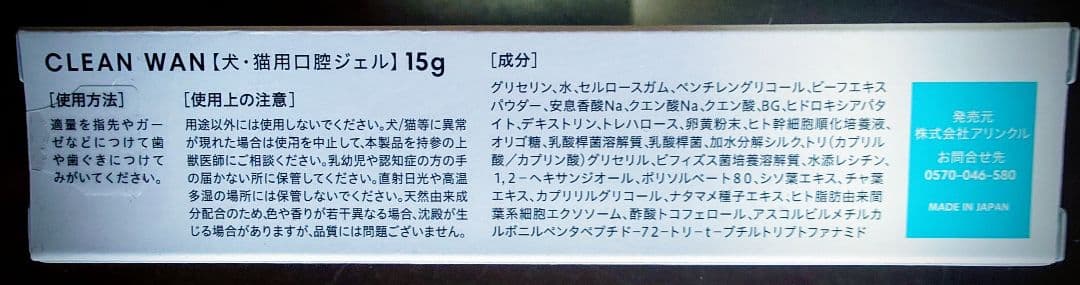 CLEAN WAN【犬・猫用口腔ジェル】15g
［使用方法］
適量を指先やガー
ゼなどにつけて歯
や歯ぐきにつけて
みがいてください。
［使用上の注意］
用途以外には使用しないでください。犬/猫等に異常
が現れた場合は使用を中止して、本製品を持参の上
獣医師にご相談ください。乳幼児や認知症の方の手
の届かない所に保管してください。直射日光や高温
多湿の場所には保管しないでください。天然由来成
分配合のため、色や香りが若干異なる場合、沈殿が生
じる場合がありますが、品質には問題ございません。
［成分］
グリセリン、水、セルロースガム、ペンチレングリコール、ビーフエキス
パウダー、安息香酸Na、クエン酸Na、クエン酸、BG、ヒドロキシアパタ
イト、デキストリン、トレハロース、卵黄粉末、ヒト幹細胞順化培養液、
オリゴ糖、乳酸桿菌溶解質、乳酸桿菌、加水分解シルク、トリ（カプリル
酸／カプリン酸）グリセリル、ビフィズス菌培養溶解質、水添レシチン、
1,2－ヘキサンジオール、ポリソルベート80、シソ葉エキス、チャ葉
エキス、カプリリルグリコール、ナタマメ種子エキス、ヒト脂肪由来間
葉系細胞エクソソーム、酢酸トコフェロール、アスコルビルメチルカ
ルボニルペンタペプチド－72－トリ－t－ブチルトリプトファナミド
発売元
株式会社アリンクル
お問合せ先
0570-046-580
MADE IN JAPAN